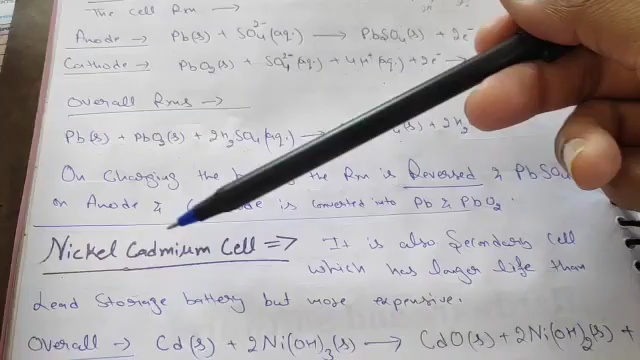 The Cell Rxn →
Anode → Pb(s) + SO₄²⁻(aq.) → PbSO₄(s) + 2e⁻
Cathode → PbO₂(s) + SO₄²⁻(aq.) + 4H⁺(aq.) + 2e⁻ →
Overall Rxns →
Pb(s) + PbO₂(s) + 2H₂SO₄(aq.) → (s) + 2H₂
On Charging the the Rxn is Reversed & PbSO₄
on Anode & is converted into Pb & PbO₂.
Nickel Cadmium Cell ⇒ It is also Secondary Cell
which has larger life than
Lead Storage battery but more expensive.
Overall → Cd(s) + 2Ni(OH)₃(s) → CdO(s) + 2Ni(OH)₂(s) +